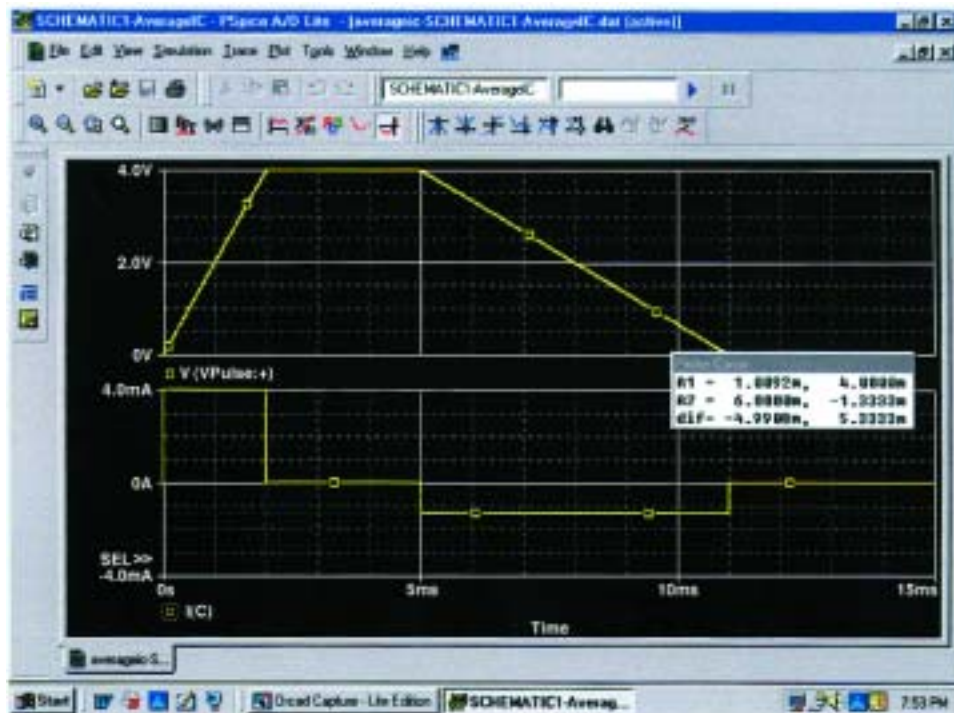 SCHEMATIC1-AverageIC - PSpice A/D Lite - [averageic-SCHEMATIC1-AverageIC.dat (active)]
File Edit View Simulation Trace Plot Tools Window Help
SCHEMATIC1-AverageIC
4.0V
2.0V
0V
V (VPulse:+)
A1 = 1.0092m, 4.0000m
A2 = 6.0000m, -1.3333m
dif= -4.9908m, 5.3333m
4.0mA
0A
SEL>>
-4.0mA
0s 5ms 10ms 15ms
I(C)
Time
averageic-S...
Start Orcad Capture - Lite Edition SCHEMATIC1-Averag... 7:53 PM